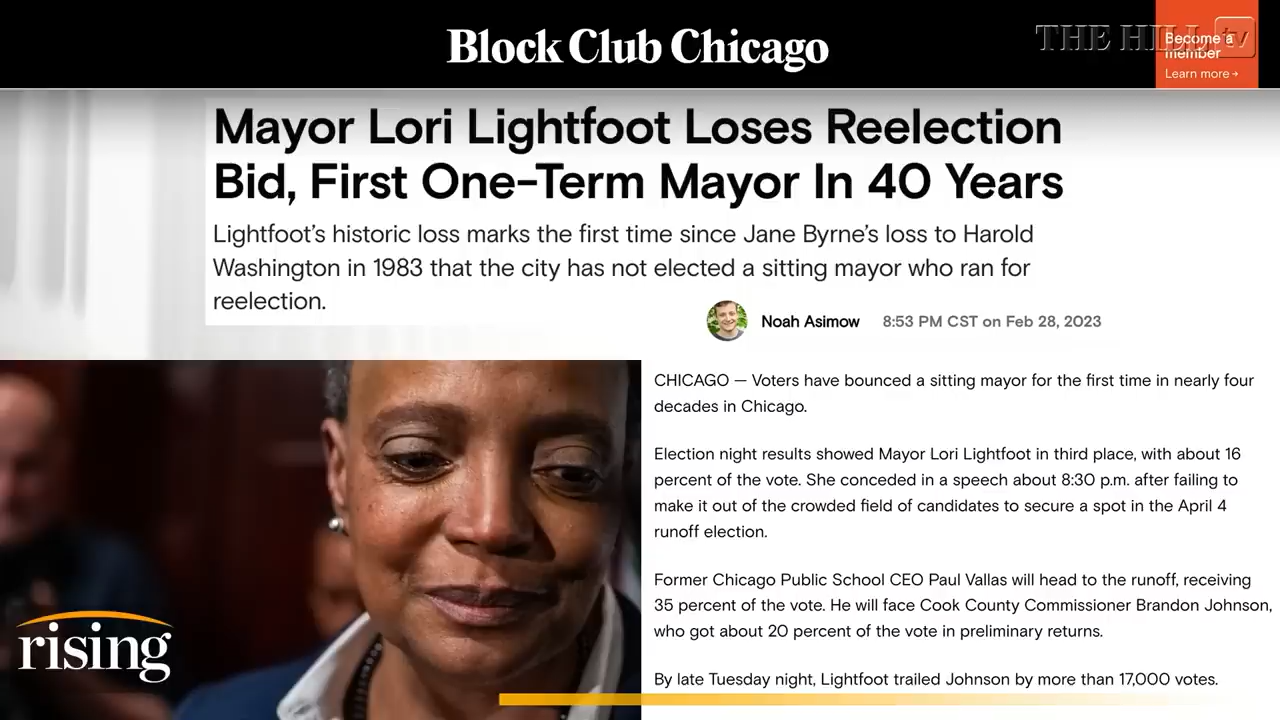 Block Club Chicago
THE HILL tv
Become a
member
Learn more →
Mayor Lori Lightfoot Loses Reelection
Bid, First One-Term Mayor In 40 Years
Lightfoot’s historic loss marks the first time since Jane Byrne’s loss to Harold
Washington in 1983 that the city has not elected a sitting mayor who ran for
reelection.
Noah Asimow 8:53 PM CST on Feb 28, 2023
CHICAGO — Voters have bounced a sitting mayor for the first time in nearly four
decades in Chicago.
Election night results showed Mayor Lori Lightfoot in third place, with about 16
percent of the vote. She conceded in a speech about 8:30 p.m. after failing to
make it out of the crowded field of candidates to secure a spot in the April 4
runoff election.
Former Chicago Public School CEO Paul Vallas will head to the runoff, receiving
35 percent of the vote. He will face Cook County Commissioner Brandon Johnson,
who got about 20 percent of the vote in preliminary returns.
By late Tuesday night, Lightfoot trailed Johnson by more than 17,000 votes.
rising